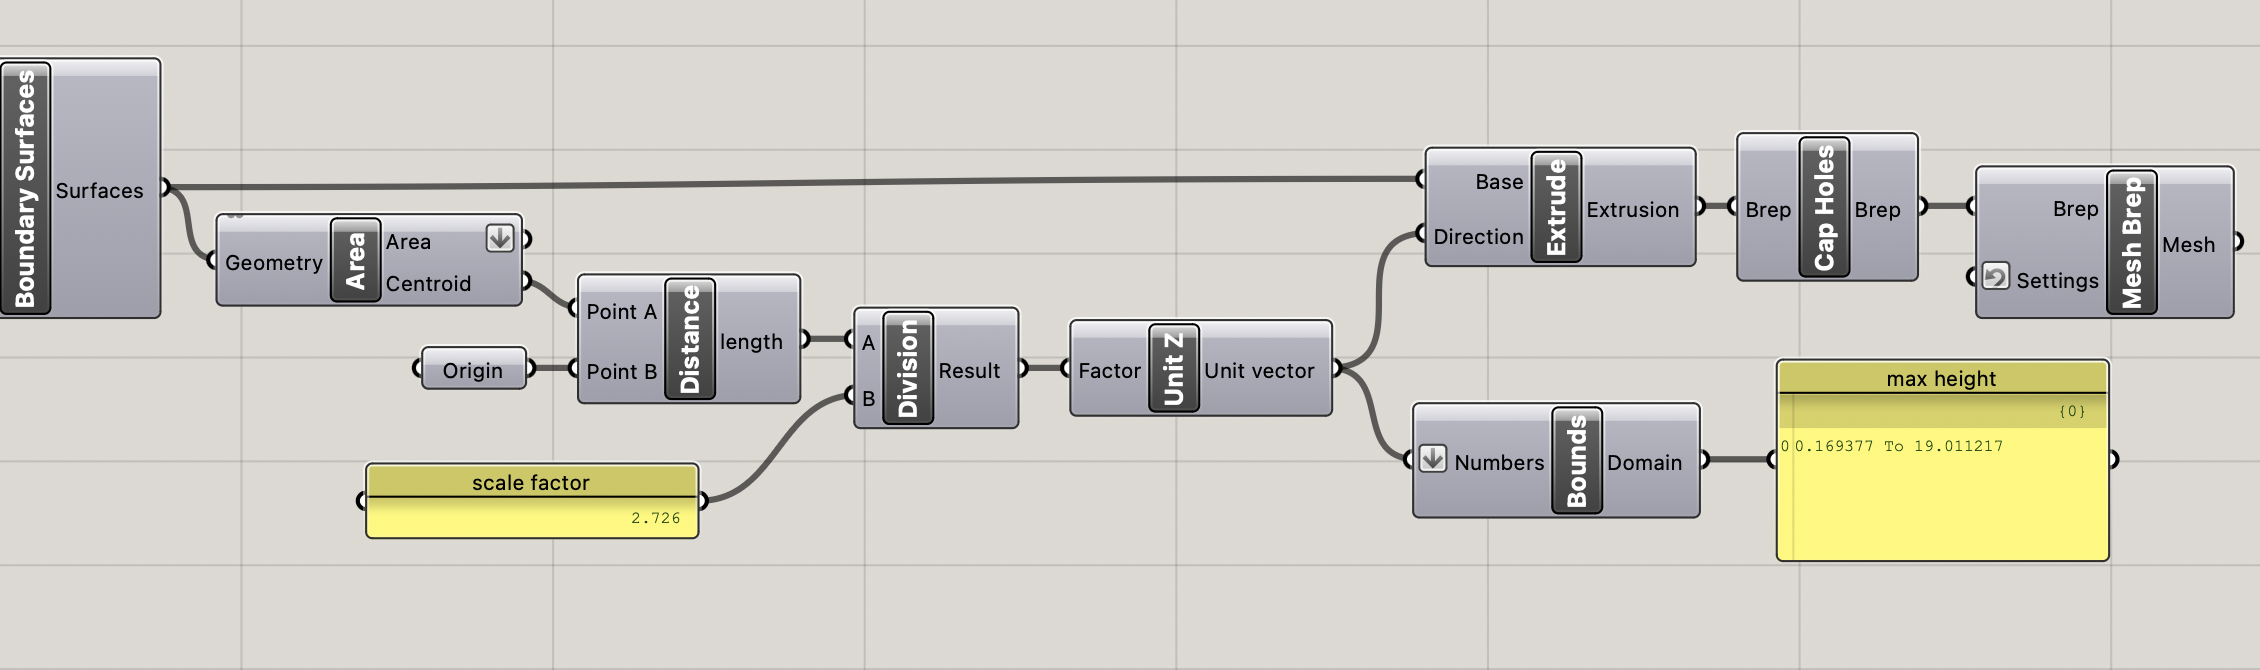 Boundary Surfaces
Surfaces
Geometry
Area
Area
Centroid
Origin
Point A
Point B
Distance
length
scale factor
2.726
A
B
Division
Result
Factor
Unit Z
Unit vector
Base
Direction
Extrude
Extrusion
Brep
Cap Holes
Brep
Brep
Settings
Mesh Brep
Mesh
Numbers
Bounds
Domain
max height
{0}
0 0.169377 To 19.011217